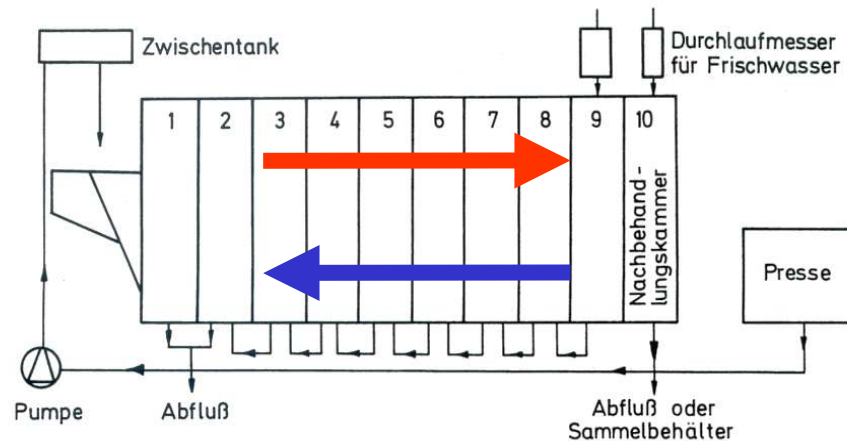 Zwischentank
Durchlaufmesser
für Frischwasser
1 2 3 4 5 6 7 8 9 10
Nachbehand-
lungskammer
Presse
Pumpe
Abfluß
Abfluß oder
Sammelbehälter